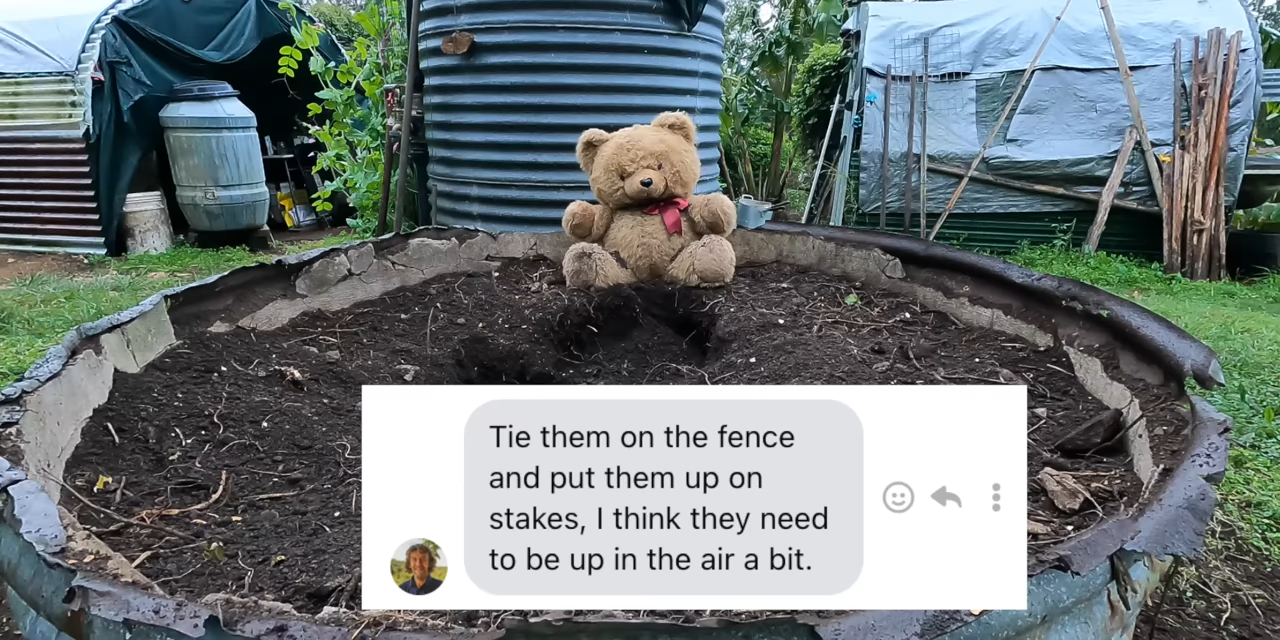 Tie them on the fence
and put them up on
stakes, I think they need
to be up in the air a bit.